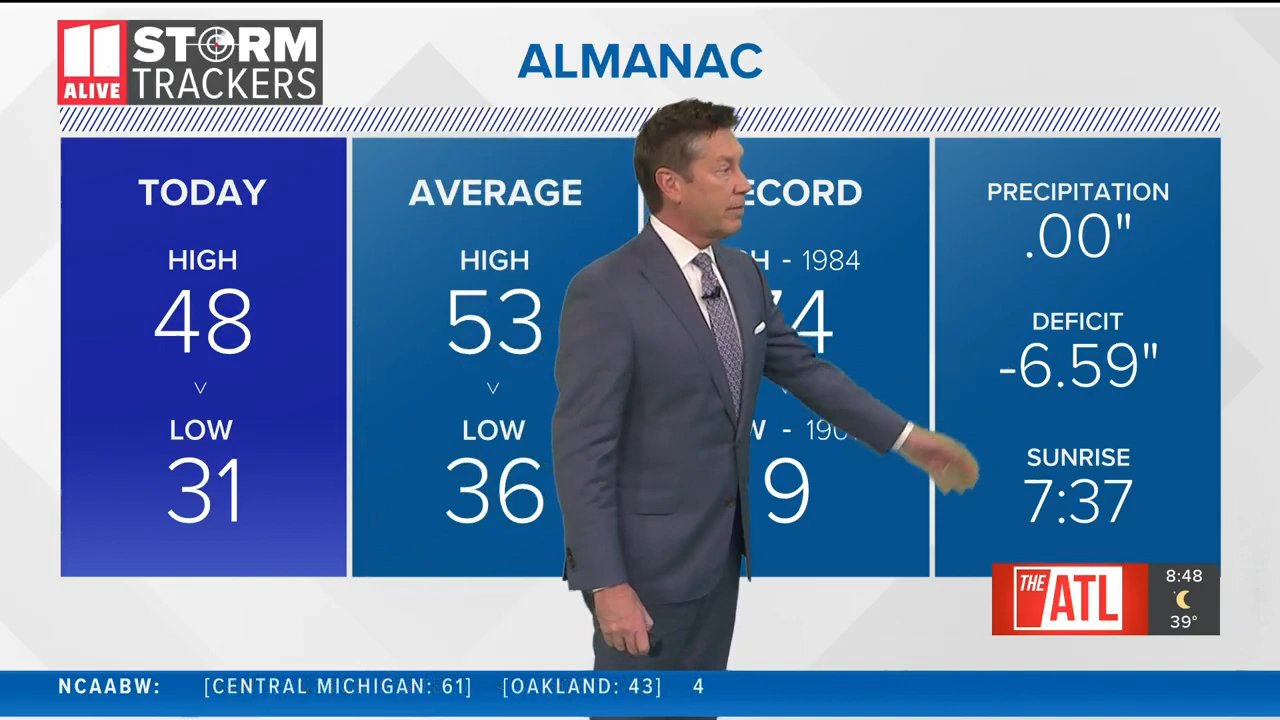 11 ALIVE
STORM
TRACKERS
ALMANAC
TODAY
HIGH
48
LOW
31
AVERAGE
HIGH
53
LOW
36
- 1984
9
PRECIPITATION
.00"
DEFICIT
-6.59"
SUNRISE
7:37
THE ATL
8:48
39°
NCAABW: [CENTRAL MICHIGAN: 61] [OAKLAND: 43] 4